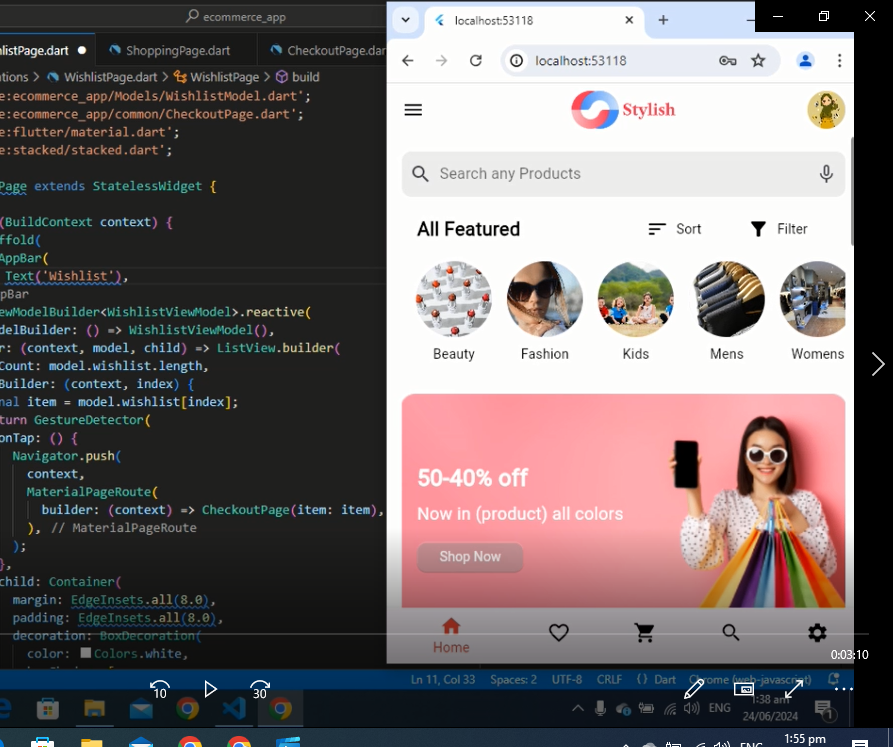 ecommerce_app
listPage.dart
ShoppingPage.dart
CheckoutPage.dar
tions > WishlistPage.dart > WishlistPage > build
e:ecommerce_app/Models/WishlistModel.dart';
e:ecommerce_app/common/CheckoutPage.dart';
e:flutter/material.dart';
e:stacked/stacked.dart';
Page extends StatelessWidget {
(BuildContext context) {
ffold(
AppBar(
Text('Wishlist'),
pBar
ewModelBuilder<WishlistViewModel>.reactive(
delBuilder: () => WishlistViewModel(),
r: (context, model, child) => ListView.builder(
Count: model.wishlist.length,
Builder: (context, index) {
nal item = model.wishlist[index];
turn GestureDetector(
onTap: () {
Navigator.push(
context,
MaterialPageRoute(
builder: (context) => CheckoutPage(item: item),
), // MaterialPageRoute
);
},
child: Container(
margin: EdgeInsets.all(8.0),
padding: EdgeInsets.all(8.0),
decoration: BoxDecoration(
color: Colors.white,
localhost:53118
localhost:53118
Stylish
Search any Products
All Featured
Sort
Filter
Beauty
Fashion
Kids
Mens
Womens
50-40% off
Now in (product) all colors
Shop Now
Home
0:03:10
Ln 11, Col 33 Spaces: 2 UTF-8 CRLF {} Dart Chrome (web-javascript)
10
30
ENG
1:38 am
24/06/2024
1
1:55 pm
ENG